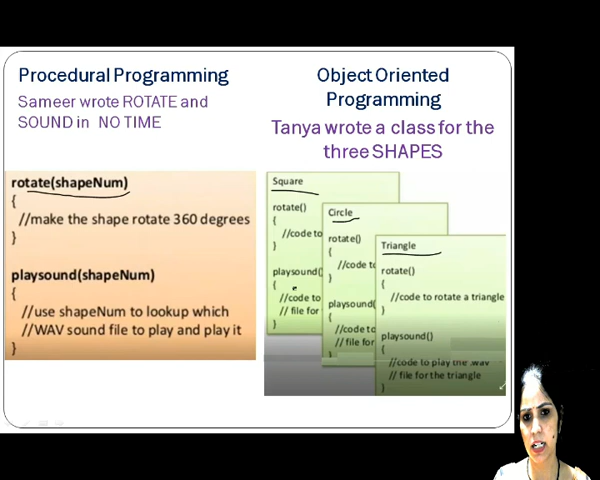 Procedural Programming
Sameer wrote ROTATE and
SOUND in NO TIME
rotate(shapeNum)
{
//make the shape rotate 360 degrees
}
playsound(shapeNum)
{
//use shapeNum to lookup which
//WAV sound file to play and play it
}
Object Oriented
Programming
Tanya wrote a class for the
three SHAPES
Square
rotate()
{
//code to
}
playsound(
{
//code to
// file for
}
Circle
rotate()
{
//code to
}
playsound(
{
//code to
// file for
}
Triangle
rotate()
{
//code to rotate a triangle
}
playsound()
{
//code to play the .wav
// file for the triangle
}